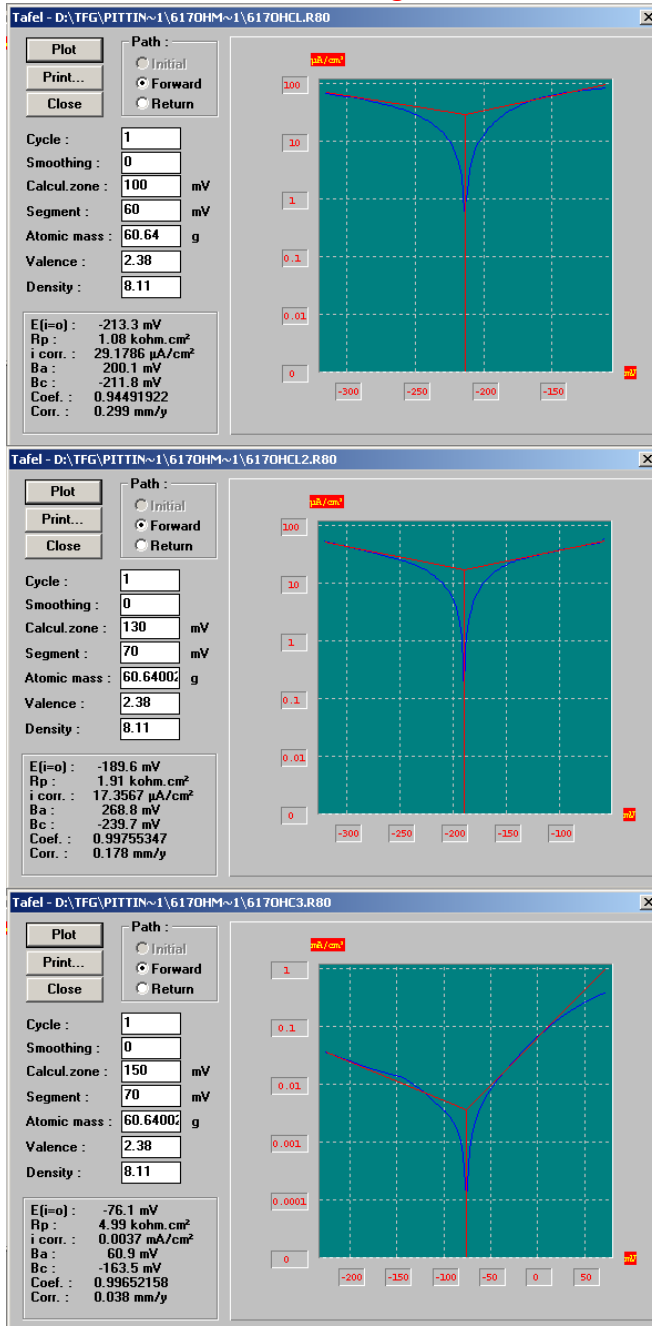 Tafel - D:\TFG\PITTIN~1\617OHM~1\617OHCL.R80
Plot
Print...
Close
Path :
Initial
Forward
Return
Cycle : 1
Smoothing : 0
Calcul.zone : 100 mV
Segment : 60 mV
Atomic mass : 60.64 g
Valence : 2.38
Density : 8.11
E(i=o) : -213.3 mV
Rp : 1.08 kohm.cm²
i corr. : 29.1786 µA/cm²
Ba : 200.1 mV
Bc : -211.8 mV
Coef. : 0.94491922
Corr. : 0.299 mm/y
µA/cm²
100
10
1
0.1
0.01
0
mV
-300 -250 -200 -150
Tafel - D:\TFG\PITTIN~1\617OHM~1\617OHCL2.R80
Plot
Print...
Close
Path :
Initial
Forward
Return
Cycle : 1
Smoothing : 0
Calcul.zone : 130 mV
Segment : 70 mV
Atomic mass : 60.64002 g
Valence : 2.38
Density : 8.11
E(i=o) : -189.6 mV
Rp : 1.91 kohm.cm²
i corr. : 17.3567 µA/cm²
Ba : 268.8 mV
Bc : -239.7 mV
Coef. : 0.99755347
Corr. : 0.178 mm/y
µA/cm²
100
10
1
0.1
0.01
0
mV
-300 -250 -200 -150 -100
Tafel - D:\TFG\PITTIN~1\617OHM~1\617OHC3.R80
Plot
Print...
Close
Path :
Initial
Forward
Return
Cycle : 1
Smoothing : 0
Calcul.zone : 150 mV
Segment : 70 mV
Atomic mass : 60.64002 g
Valence : 2.38
Density : 8.11
E(i=o) : -76.1 mV
Rp : 4.99 kohm.cm²
i corr. : 0.0037 mA/cm²
Ba : 60.9 mV
Bc : -163.5 mV
Coef. : 0.99652158
Corr. : 0.038 mm/y
mA/cm²
1
0.1
0.01
0.001
0.0001
0
mV
-200 -150 -100 -50 0 50